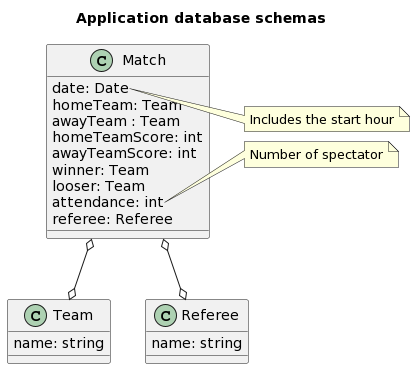 Application database schemas
C Match
date: Date
homeTeam: Team
awayTeam : Team
homeTeamScore: int
awayTeamScore: int
winner: Team
looser: Team
attendance: int
referee: Referee
Includes the start hour
Number of spectator
C Team
name: string
C Referee
name: string